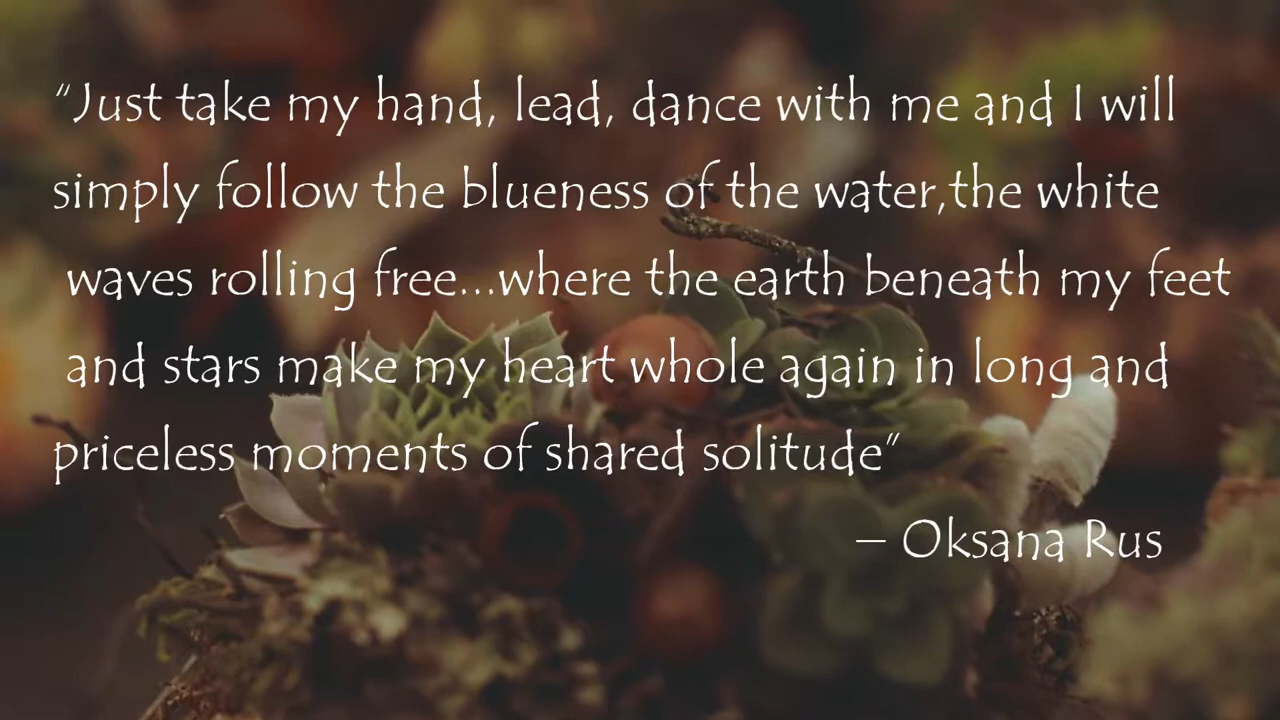 “Just take my hand, lead, dance with me and I will
simply follow the blueness of the water,the white
waves rolling free...where the earth beneath my feet
and stars make my heart whole again in long and
priceless moments of shared solitude”
– Oksana Rus